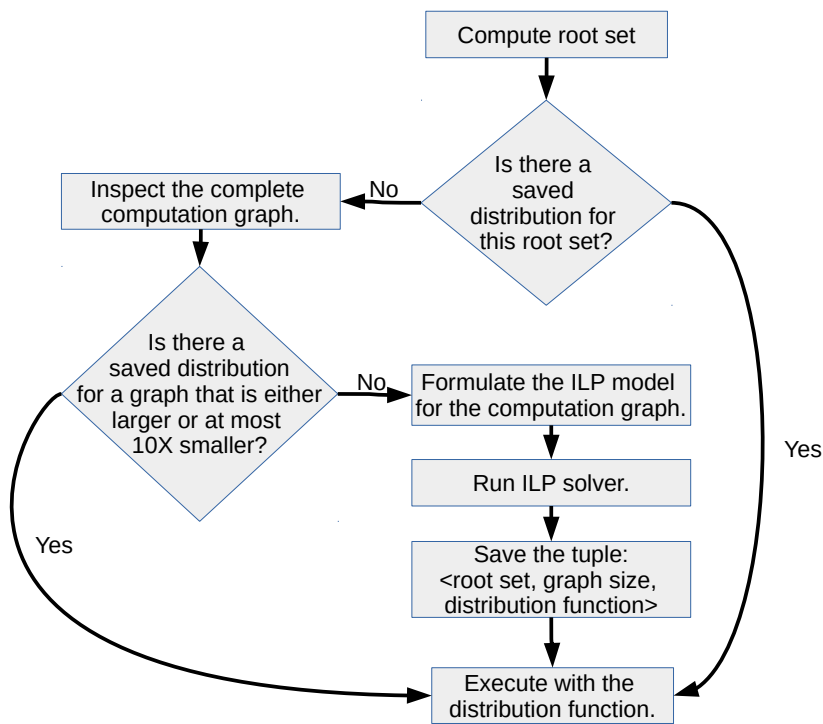 Compute root set
Is there a
saved
distribution for
this root set?
No
Inspect the complete
computation graph.
Is there a
saved distribution
for a graph that is either
larger or at most
10X smaller?
No
Formulate the ILP model
for the computation graph.
Yes
Run ILP solver.
Yes
Save the tuple:
<root set, graph size,
distribution function>
Execute with the
distribution function.